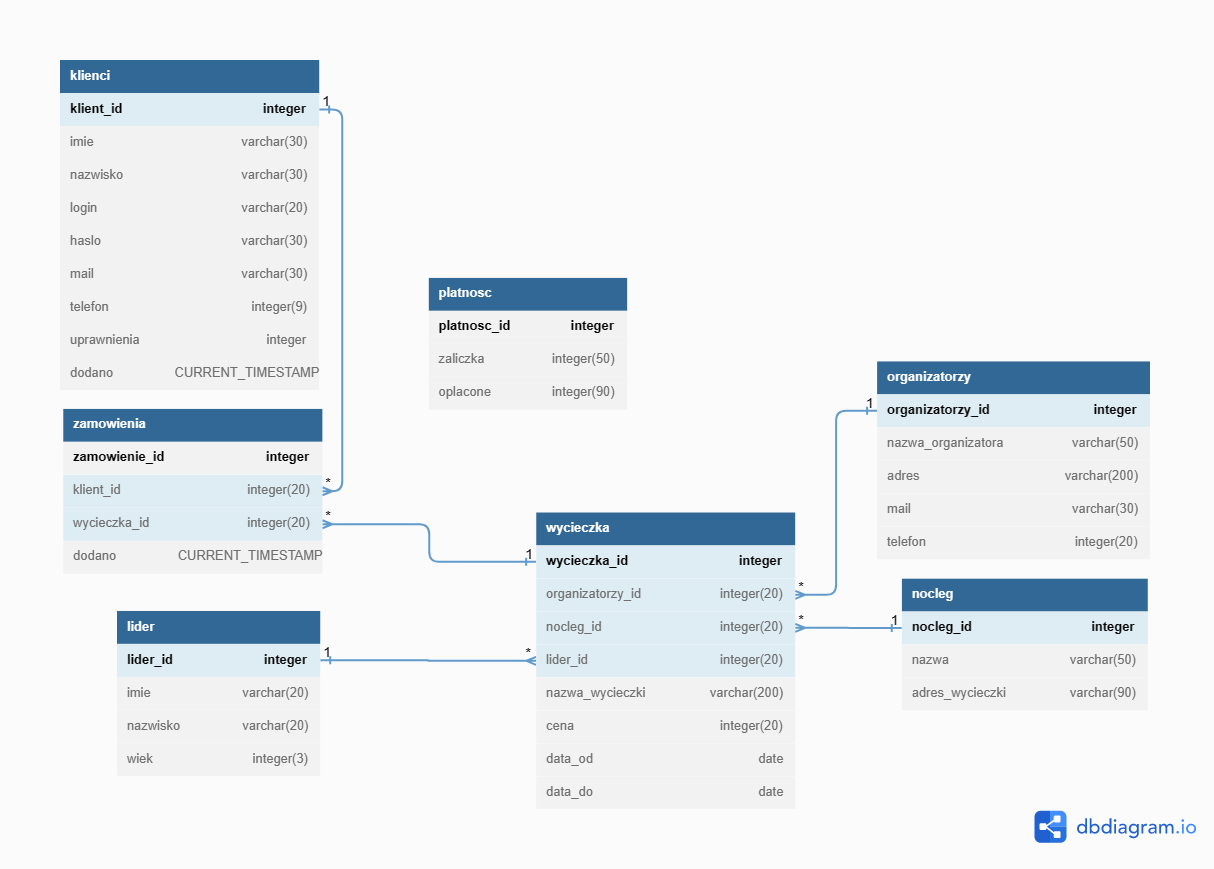 klienci
klient_id integer
imie varchar(30)
nazwisko varchar(30)
login varchar(20)
haslo varchar(30)
mail varchar(30)
telefon integer(9)
uprawnienia integer
dodano CURRENT_TIMESTAMP
1
zamowienia
zamowienie_id integer
klient_id integer(20)
*
wycieczka_id integer(20)
*
dodano CURRENT_TIMESTAMP
platnosc
platnosc_id integer
zaliczka integer(50)
oplacone integer(90)
lider
lider_id integer
1
imie varchar(20)
nazwisko varchar(20)
wiek integer(3)
wycieczka
1
wycieczka_id integer
organizatorzy_id integer(20)
*
nocleg_id integer(20)
*
*
lider_id integer(20)
nazwa_wycieczki varchar(200)
cena integer(20)
data_od date
data_do date
organizatorzy
1
organizatorzy_id integer
nazwa_organizatora varchar(50)
adres varchar(200)
mail varchar(30)
telefon integer(20)
nocleg
1
nocleg_id integer
nazwa varchar(50)
adres_wycieczki varchar(90)
dbdiagram.io